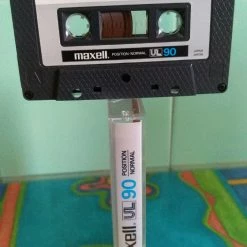 maxell. POSITION·NORMAL UL 90
maxell. UL 90 POSITION NORMAL